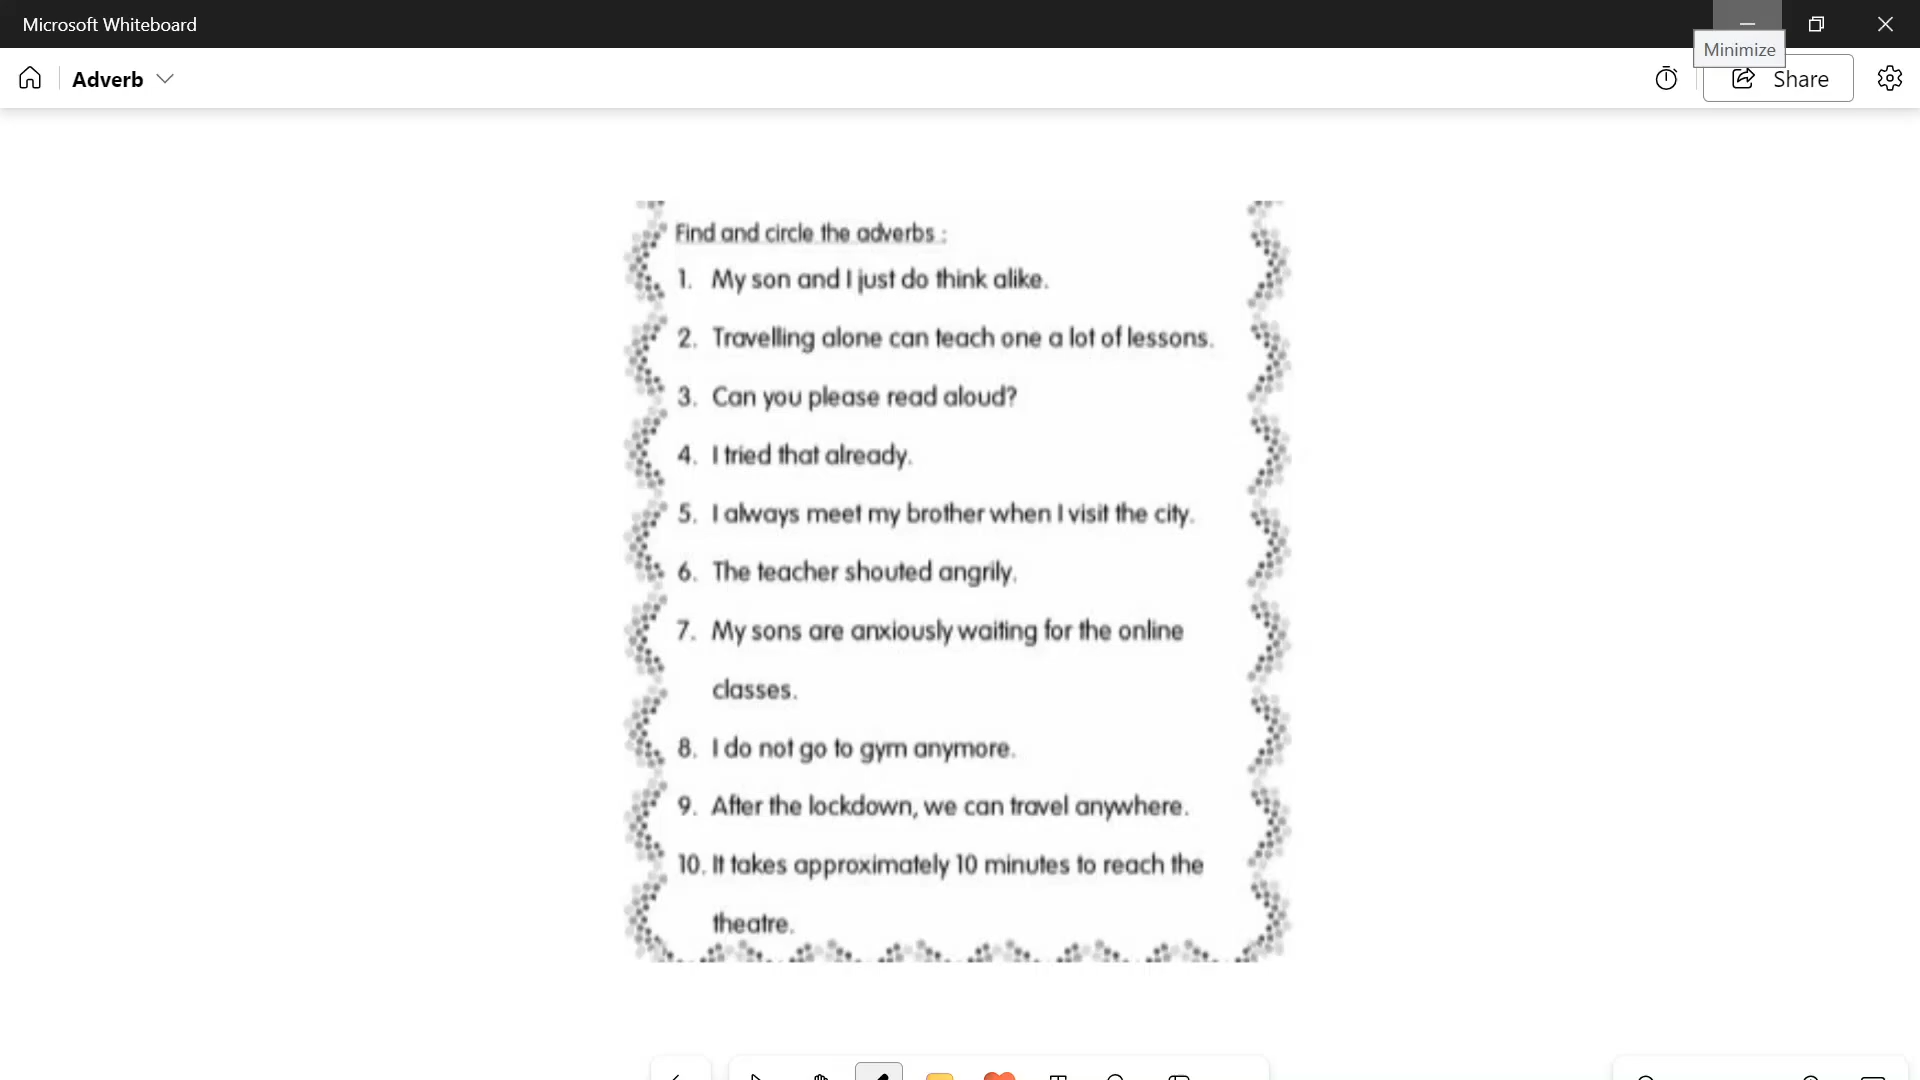 Microsoft Whiteboard
Minimize
Adverb
Share
Find and circle the adverbs :
1. My son and I just do think alike.
2. Travelling alone can teach one a lot of lessons.
3. Can you please read aloud?
4. I tried that already.
5. I always meet my brother when I visit the city.
6. The teacher shouted angrily.
7. My sons are anxiously waiting for the online
classes.
8. I do not go to gym anymore.
9. After the lockdown, we can travel anywhere.
10. It takes approximately 10 minutes to reach the
theatre.